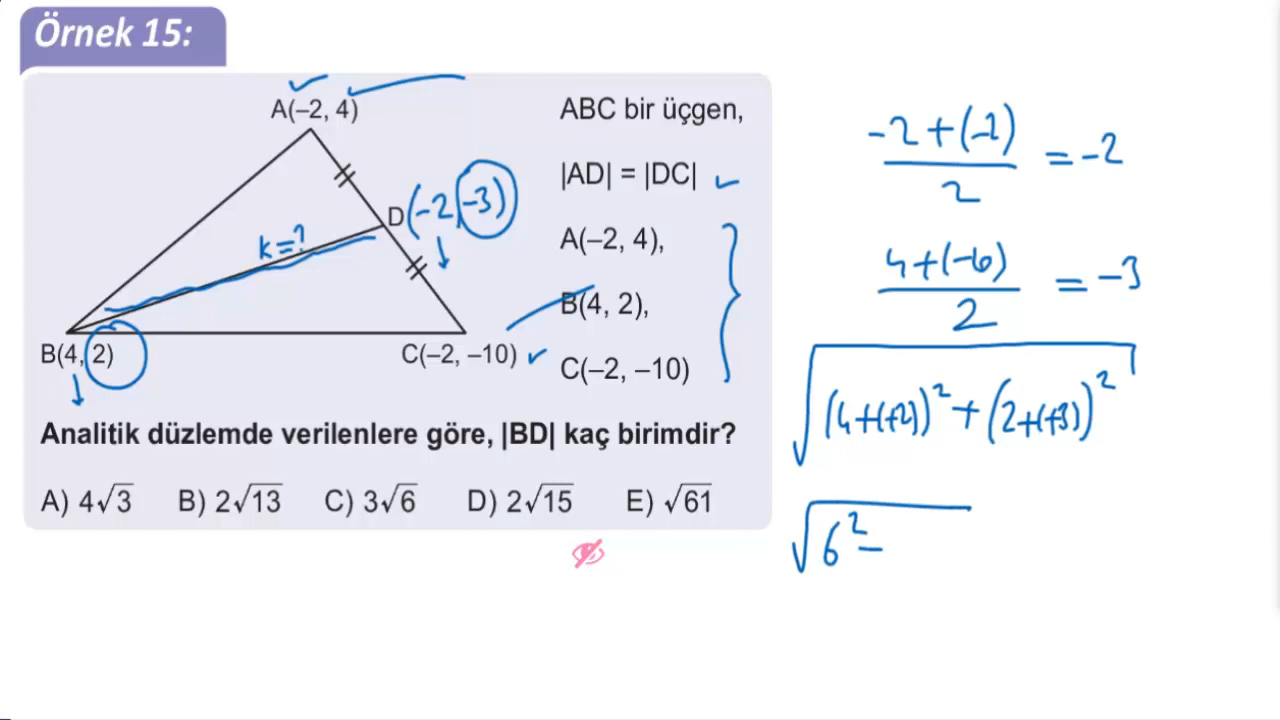 Örnek 15:
A(–2, 4)
D(-2,-3)
k=?
B(4, 2)
C(–2, –10)
ABC bir üçgen,
|AD| = |DC|
A(–2, 4),
B(4, 2),
C(–2, –10)
Analitik düzlemde verilenlere göre, |BD| kaç birimdir?
A) 4√3 B) 2√13 C) 3√6 D) 2√15 E) √61
(-2+(-2))/2 = -2
(4+(-6))/2 = -3
√((4+(+2))² + (2+(+3))²)
√6² –